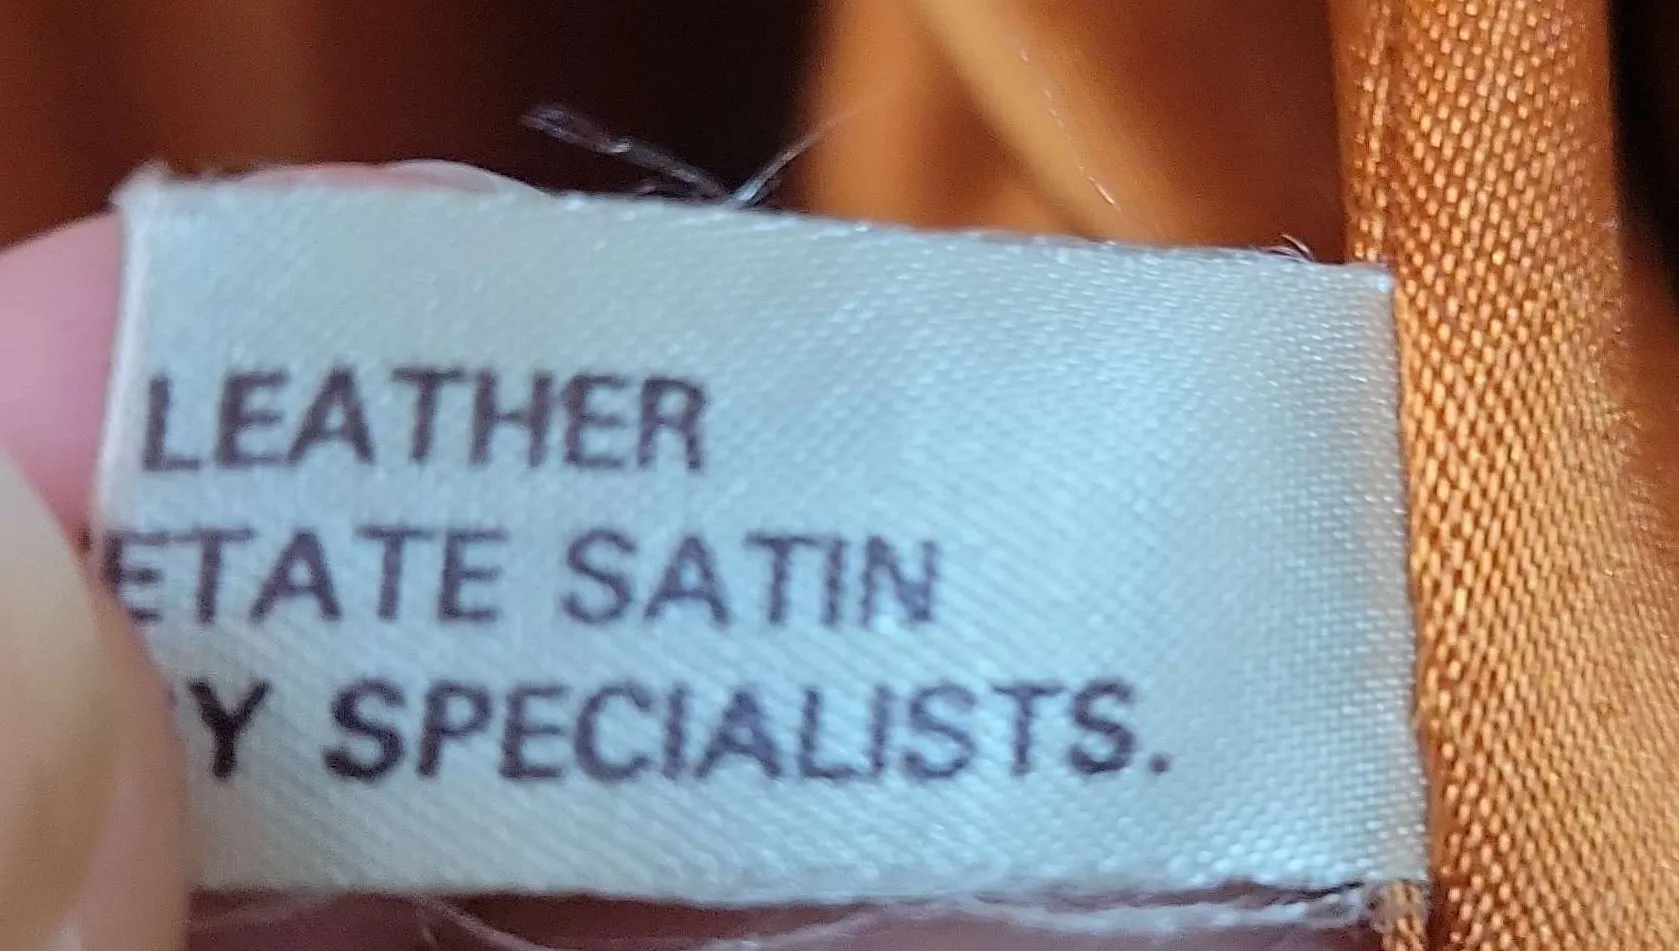 LEATHER
ETATE SATIN
Y SPECIALISTS.